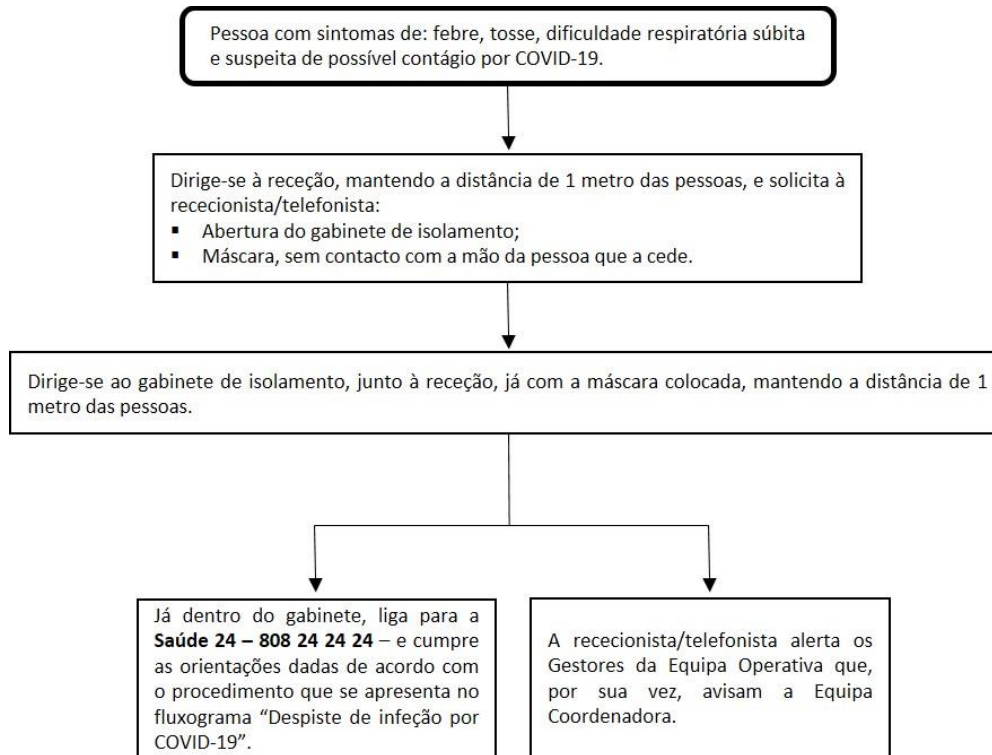 Pessoa com sintomas de: febre, tosse, dificuldade respiratória súbita
e suspeita de possível contágio por COVID-19.
Dirige-se à receção, mantendo a distância de 1 metro das pessoas, e solicita à
rececionista/telefonista:
▪ Abertura do gabinete de isolamento;
▪ Máscara, sem contacto com a mão da pessoa que a cede.
Dirige-se ao gabinete de isolamento, junto à receção, já com a máscara colocada, mantendo a distância de 1
metro das pessoas.
Já dentro do gabinete, liga para a
Saúde 24 – 808 24 24 24 – e cumpre
as orientações dadas de acordo com
o procedimento que se apresenta no
fluxograma “Despiste de infeção por
COVID-19”.
A rececionista/telefonista alerta os
Gestores da Equipa Operativa que,
por sua vez, avisam a Equipa
Coordenadora.